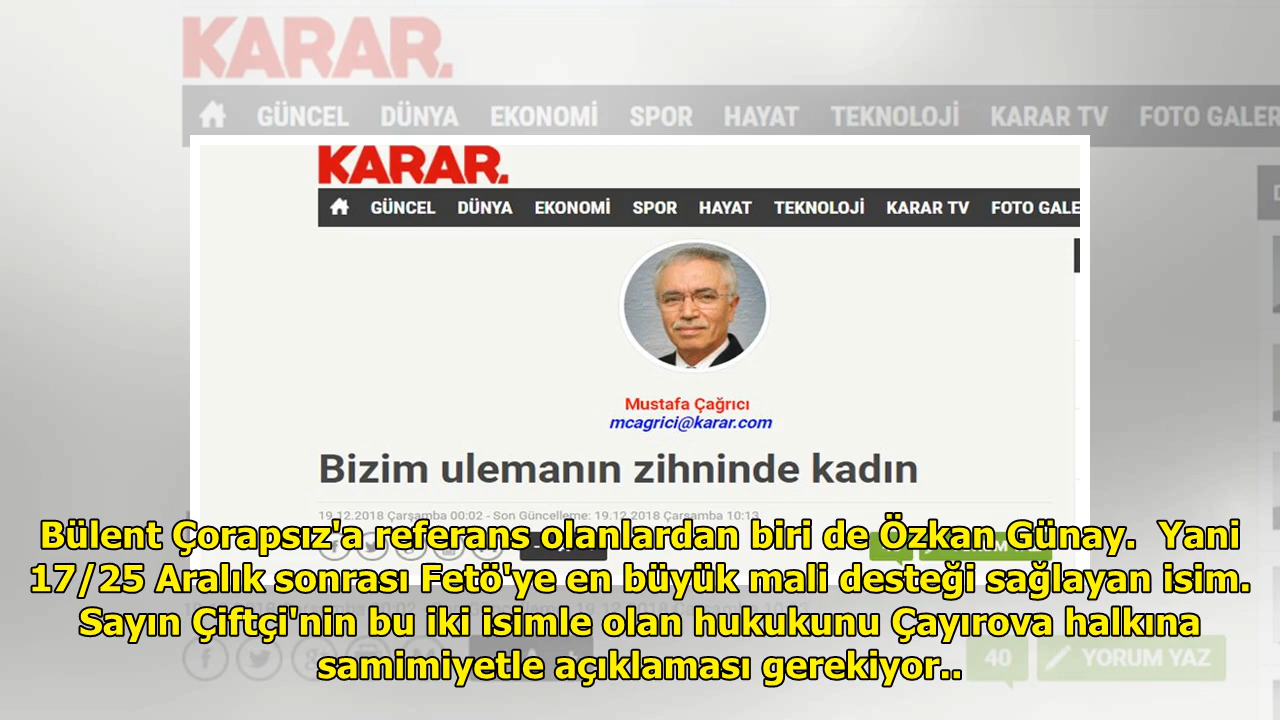 KARAR.
GÜNCEL DÜNYA EKONOMİ SPOR HAYAT TEKNOLOJİ KARAR TV FOTO GALER
KARAR.
GÜNCEL DÜNYA EKONOMİ SPOR HAYAT TEKNOLOJİ KARAR TV FOTO GALE
Mustafa Çağrıcı
mcagrici@karar.com
Bizim ulemanın zihninde kadın
19.12.2018 Çarşamba 00:02 - Son Güncelleme: 19.12.2018 Çarşamba 10:13
Bülent Çorapsız'a referans olanlardan biri de Özkan Günay. Yani
17/25 Aralık sonrası Fetö'ye en büyük mali desteği sağlayan isim.
Sayın Çiftçi'nin bu iki isimle olan hukukunu Çayırova halkına
samimiyetle açıklaması gerekiyor..
40 YORUM YAZ